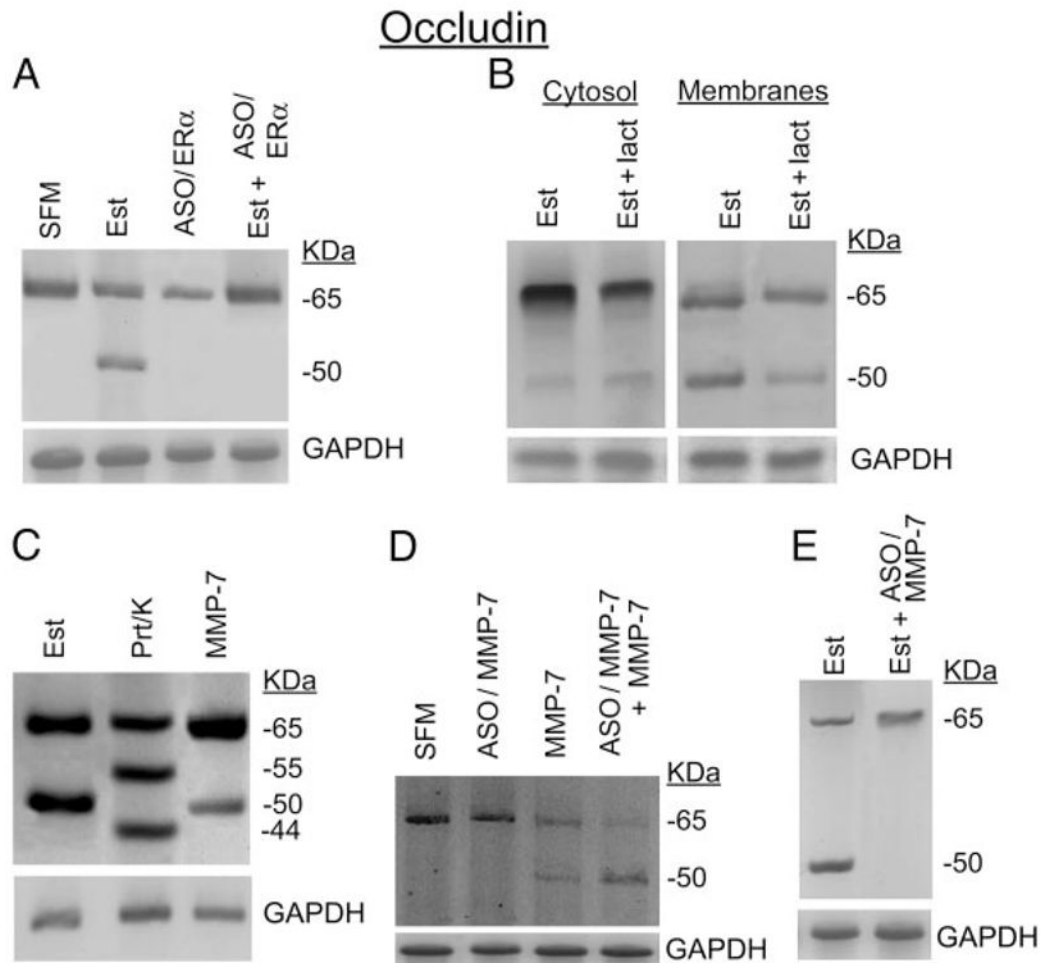 Occludin
A
SFM
Est
ASO/ERα
Est + ASO/
ERα
KDa
-65
-50
GAPDH
B
Cytosol
Membranes
Est
Est + lact
Est
Est + lact
KDa
-65
-50
GAPDH
C
Est
Prt/K
MMP-7
KDa
-65
-55
-50
-44
GAPDH
D
SFM
ASO / MMP-7
MMP-7
ASO / MMP-7
+ MMP-7
KDa
-65
-50
GAPDH
E
Est
Est + ASO /
MMP-7
KDa
-65
-50
GAPDH